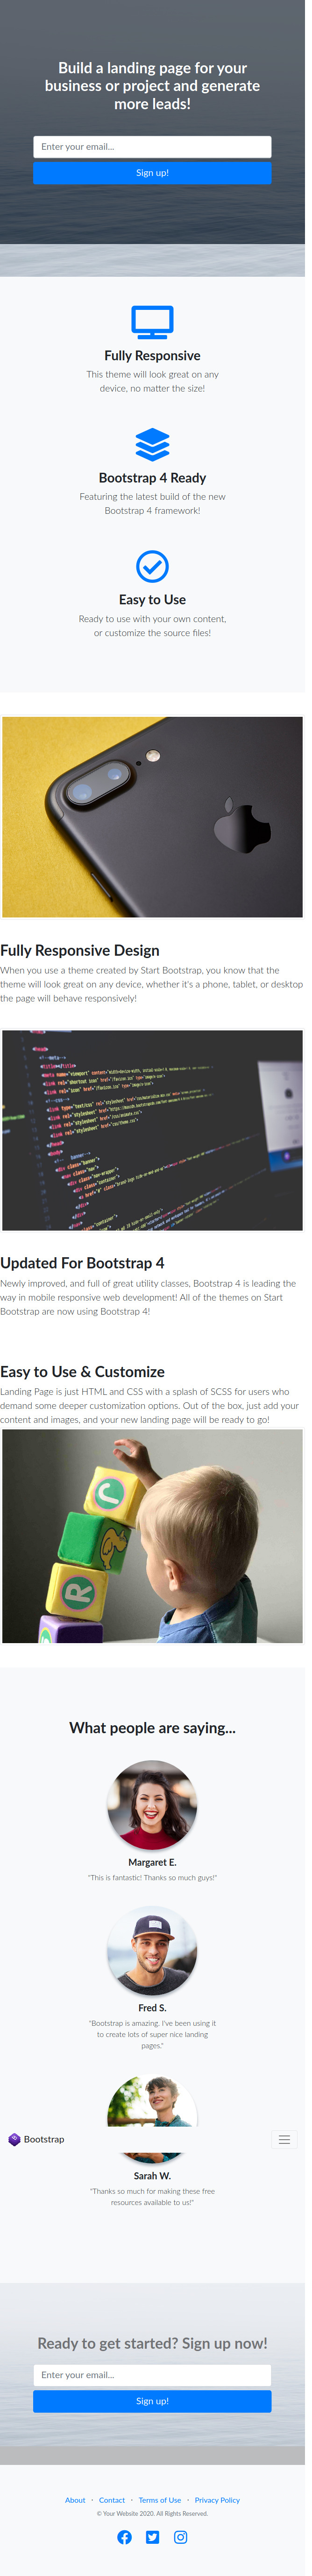 Build a landing page for your
business or project and generate
more leads!
Enter your email...
Sign up!
Fully Responsive
This theme will look great on any
device, no matter the size!
Bootstrap 4 Ready
Featuring the latest build of the new
Bootstrap 4 framework!
Easy to Use
Ready to use with your own content,
or customize the source files!
Fully Responsive Design
When you use a theme created by Start Bootstrap, you know that the
theme will look great on any device, whether it's a phone, tablet, or desktop
the page will behave responsively!
Updated For Bootstrap 4
Newly improved, and full of great utility classes, Bootstrap 4 is leading the
way in mobile responsive web development! All of the themes on Start
Bootstrap are now using Bootstrap 4!
Easy to Use & Customize
Landing Page is just HTML and CSS with a splash of SCSS for users who
demand some deeper customization options. Out of the box, just add your
content and images, and your new landing page will be ready to go!
R
What people are saying...
Margaret E.
"This is fantastic! Thanks so much guys!"
Fred S.
"Bootstrap is amazing. I've been using it
to create lots of super nice landing
pages."
Bootstrap
Sarah W.
"Thanks so much for making these free
resources available to us!"
Ready to get started? Sign up now!
Enter your email...
Sign up!
About · Contact · Terms of Use · Privacy Policy
© Your Website 2020. All Rights Reserved.